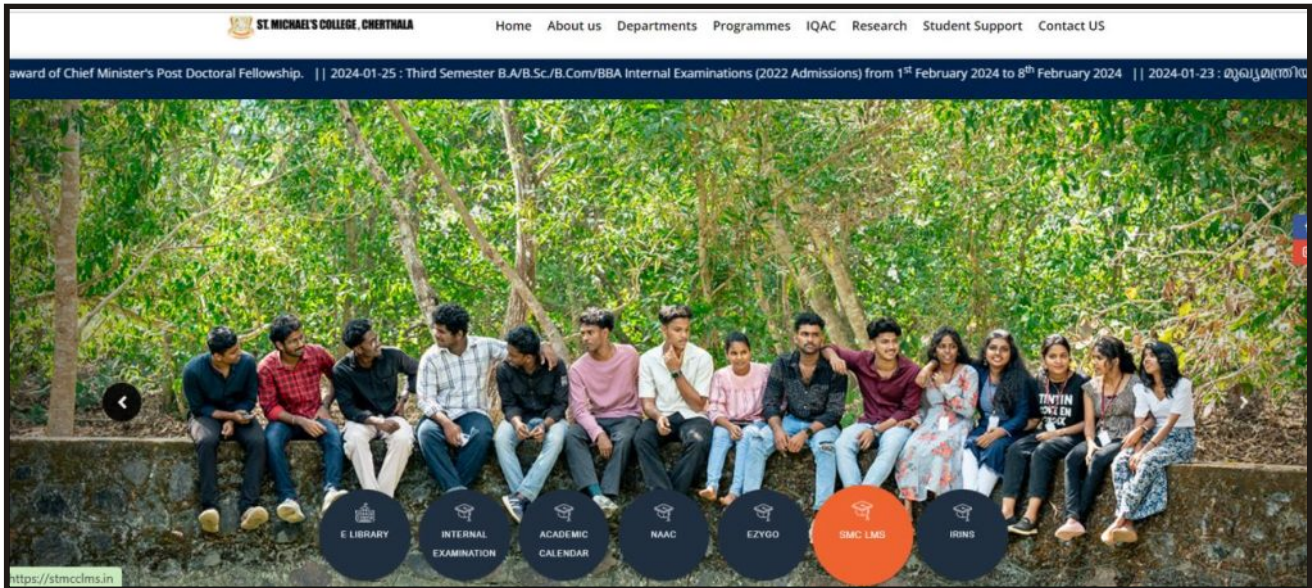 ST. MICHAEL'S COLLEGE, CHERTHALA
Home About us Departments Programmes IQAC Research Student Support Contact US
award of Chief Minister's Post Doctoral Fellowship. || 2024-01-25 : Third Semester B.A/B.Sc./B.Com/BBA Internal Examinations (2022 Admissions) from 1st February 2024 to 8th February 2024 || 2024-01-23 : മുഖ്യമന്ത്രിയ
TINTIN
E LIBRARY
INTERNAL
EXAMINATION
ACADEMIC
CALENDAR
NAAC
EZYGO
SMC LMS
IRINS
https://stmcclms.in